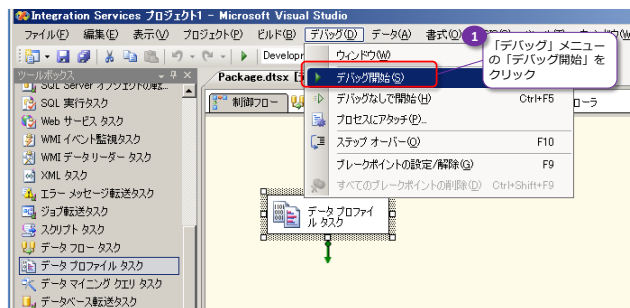 Integration Services プロジェクト1 - Microsoft Visual Studio
ファイル(F) 編集(E) 表示(V) プロジェクト(P) ビルド(B) デバッグ(D) データ(A) 書式(O)
Develop
ウィンドウ(W)
デバッグ開始(S)
デバッグなしで開始(H) Ctrl+F5
プロセスにアタッチ(P)...
ステップ オーバー(O) F10
ブレークポイントの設定/解除(G) F9
すべてのブレークポイントの削除(D) Ctrl+Shift+F9
1
「デバッグ」メニュー
の「デバッグ開始」を
クリック
ツールボックス
Package.dtsx
制御フロー
ローラ
SQL Server オブジェクトの転...
SQL 実行タスク
Web サービス タスク
WMI イベント監視タスク
WMI データ リーダー タスク
XML タスク
エラー メッセージ転送タスク
ジョブ転送タスク
スクリプト タスク
データ フロー タスク
データ プロファイル タスク
データ マイニング クエリ タスク
データベース転送タスク
データ プロファイ
ル タスク